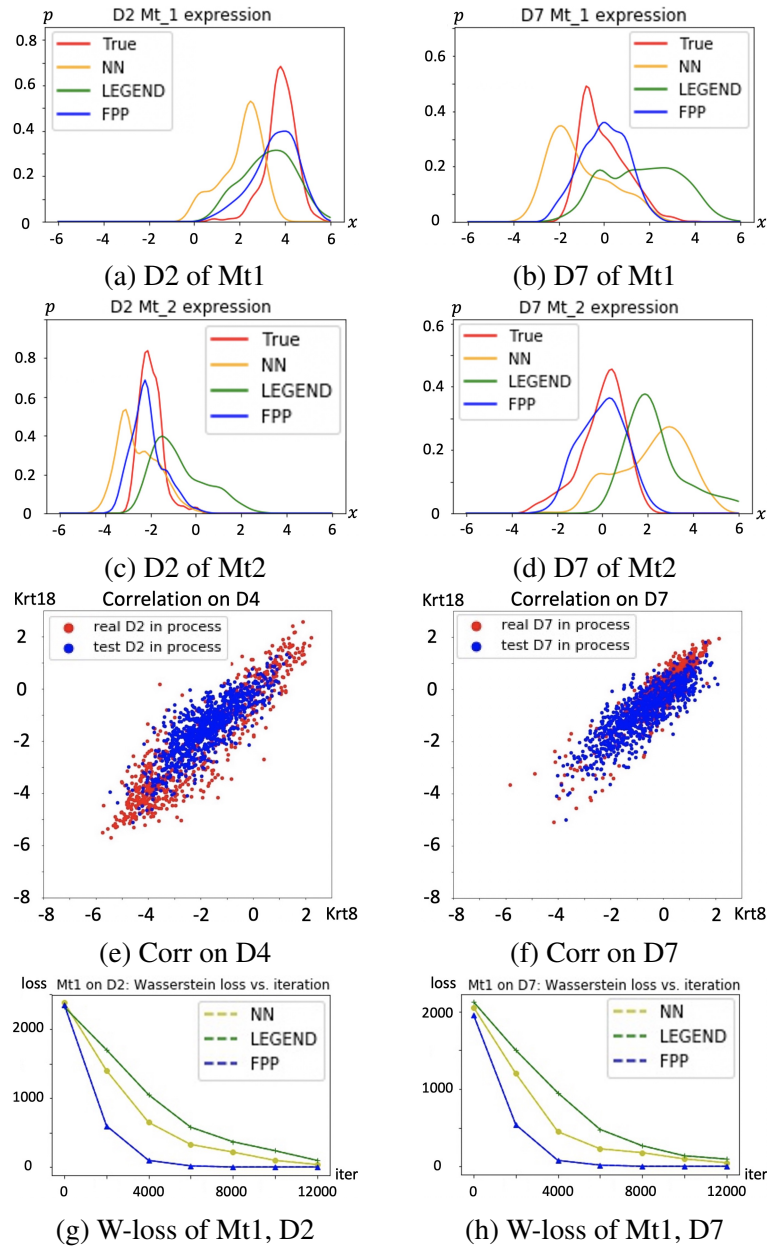 p D2 Mt_1 expression
0.8
0.6
0.4
0.2
0
True
NN
LEGEND
FPP
-6 -4 -2 0 2 4 6 x
(a) D2 of Mt1
p D7 Mt_1 expression
0.6
0.4
0.2
0
True
NN
LEGEND
FPP
-6 -4 -2 0 2 4 6 x
(b) D7 of Mt1
p D2 Mt_2 expression
0.8
0.6
0.4
0.2
0
True
NN
LEGEND
FPP
-6 -4 -2 0 2 4 6 x
(c) D2 of Mt2
p D7 Mt_2 expression
0.6
0.4
0.2
0
True
NN
LEGEND
FPP
-6 -4 -2 0 2 4 6 x
(d) D7 of Mt2
Krt18 Correlation on D4
real D2 in process
test D2 in process
2
0
-2
-4
-6
-8
-8 -6 -4 -2 0 2 Krt8
(e) Corr on D4
Krt18 Correlation on D7
real D7 in process
test D7 in process
2
0
-2
-4
-6
-8
-8 -6 -4 -2 0 2 Krt8
(f) Corr on D7
loss Mt1 on D2: Wasserstein loss vs. iteration
2000
1000
0
NN
LEGEND
FPP
0 4000 8000 12000 iter
(g) W-loss of Mt1, D2
loss Mt1 on D7: Wasserstein loss vs. iteration
2000
1000
0
NN
LEGEND
FPP
0 4000 8000 12000 iter
(h) W-loss of Mt1, D7